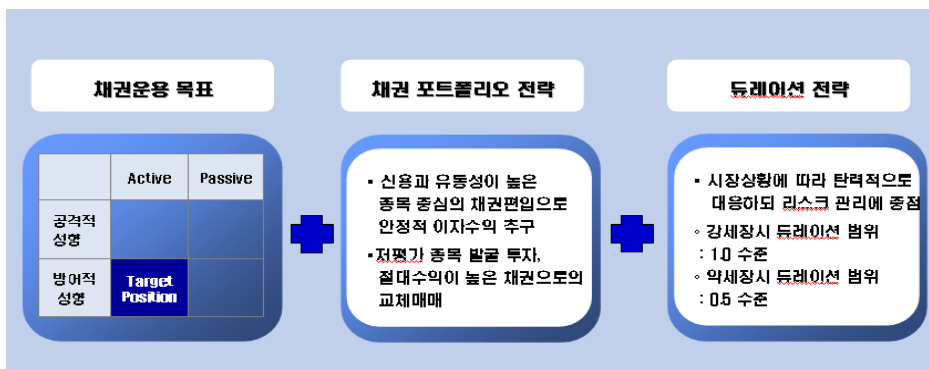 채권운용 목표
Active Passive
공격적
성향
방어적
성향
Target
Position
채권 포트폴리오 전략
▪ 신용과 유동성이 높은
종목 중심의 채권편입으로
안정적 이자수익 추구
▪저평가 종목 발굴 투자,
절대수익이 높은 채권으로의
교체매매
듀레이션 전략
▪ 시장상황에 따라 탄력적으로
대응하되 리스크 관리에 중점
◦ 강세장시 듀레이션 범위
: 1.0 수준
◦ 약세장시 듀레이션 범위
: 0.5 수준